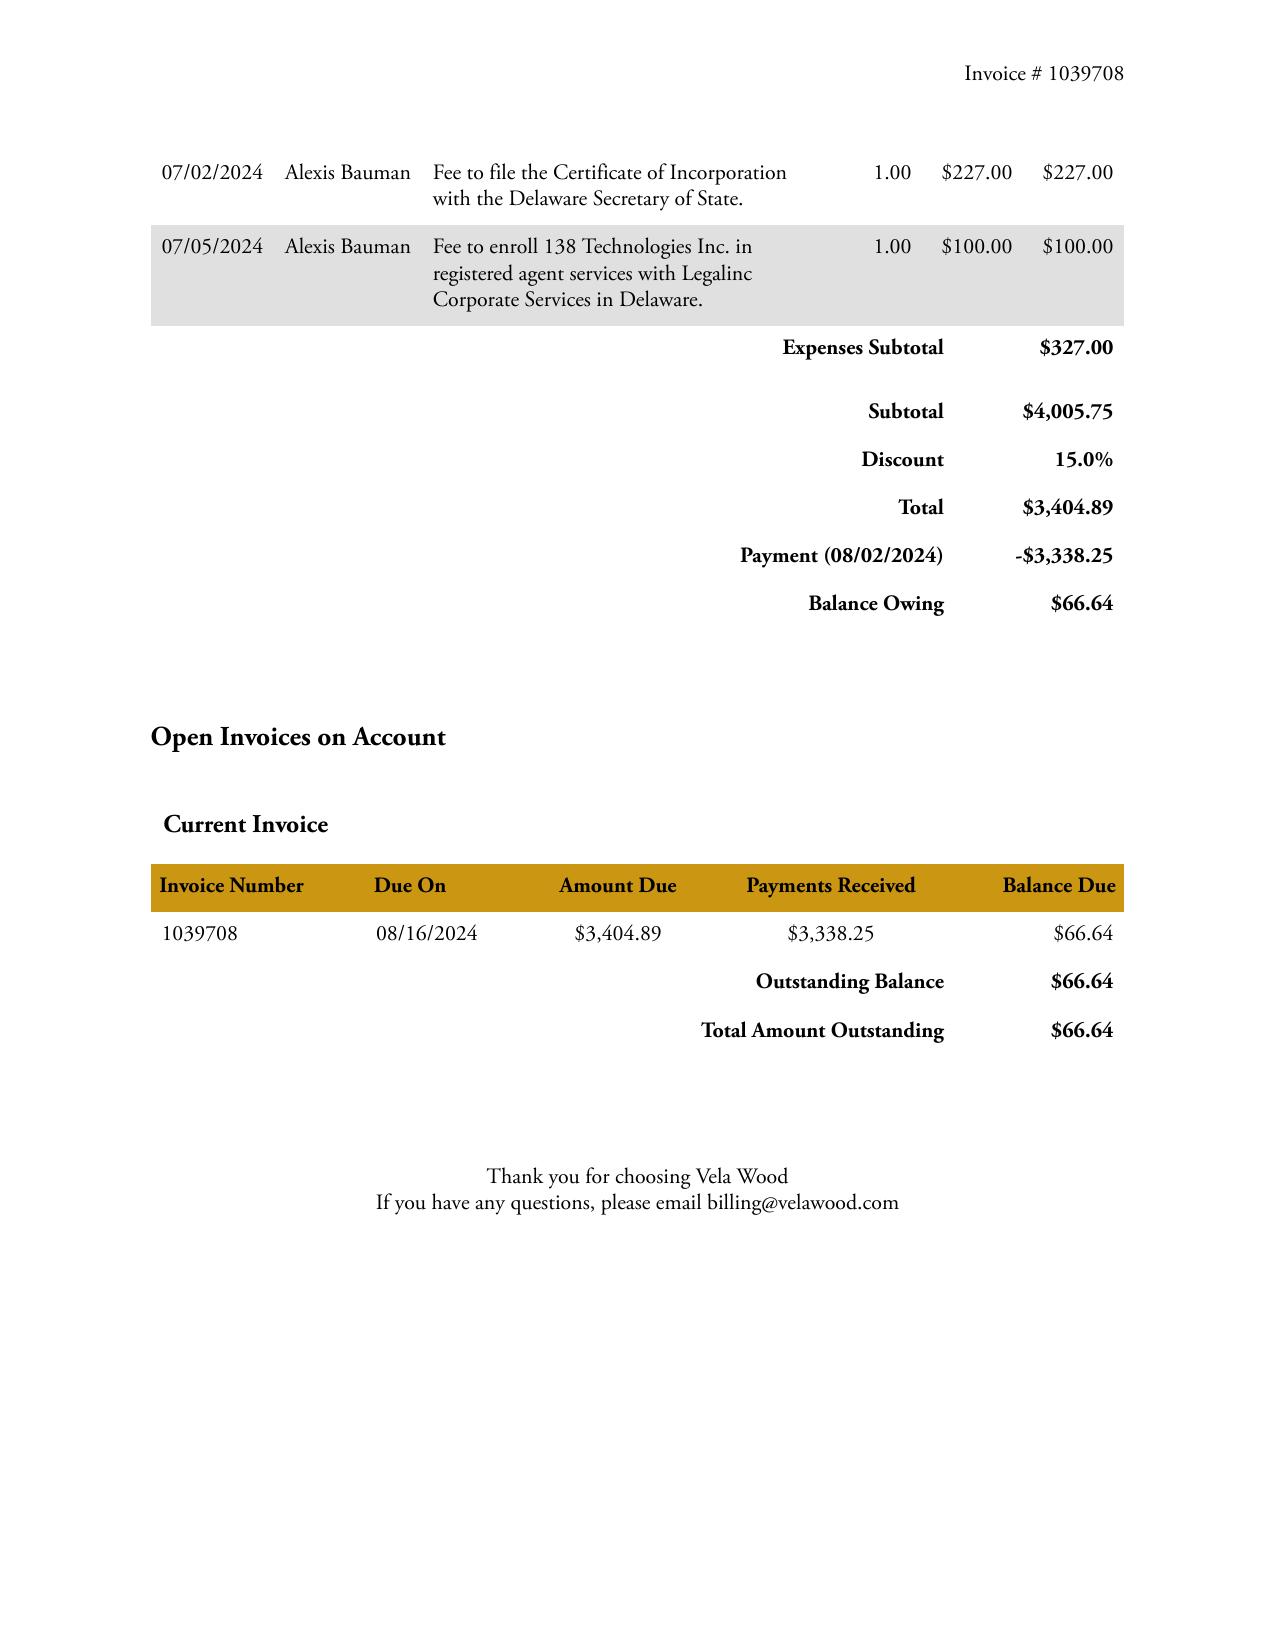 Invoice # 1039708
07/02/2024 Alexis Bauman Fee to file the Certificate of Incorporation 1.00 $227.00 $227.00
with the Delaware Secretary of State.
07/05/2024 Alexis Bauman Fee to enroll 138 Technologies Inc. in 1.00 $100.00 $100.00
registered agent services with Legalinc
Corporate Services in Delaware.
Expenses Subtotal $327.00
Subtotal $4,005.75
Discount 15.0%
Total $3,404.89
Payment (08/02/2024) -$3,338.25
Balance Owing $66.64
Open Invoices on Account
Current Invoice
Invoice Number Due On Amount Due Payments Received Balance Due
1039708 08/16/2024 $3,404.89 $3,338.25 $66.64
Outstanding Balance $66.64
Total Amount Outstanding $66.64
Thank you for choosing Vela Wood
If you have any questions, please email billing@velawood.com